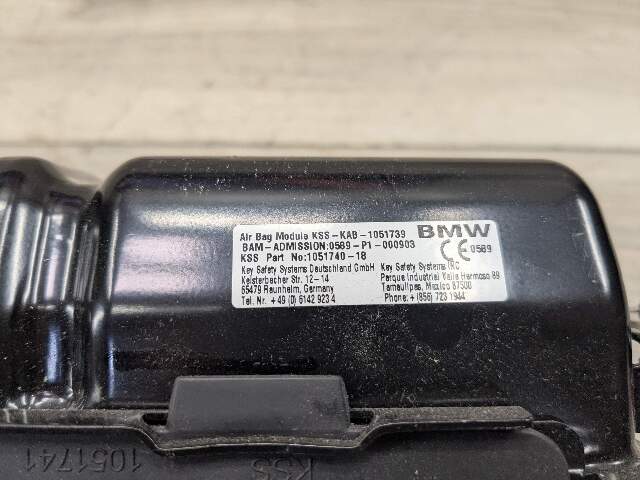 Air Bag Module KSS-KAB-1051739 BMW
BAM-ADMISSION:0589-P1-000903
KSS Part No:1051740-18
CE 0589
Key Safety Systems Deutschland GmbH
Kelsterbacher Str. 12-14
65479 Raunheim, Germany
Tel. Nr. +49 (0) 6142 923 4
Key Safety Systems IRC
Parque Industrial Valle Hermoso 89
Tamaulipas, Mexico 87500
Phone: + (856) 723 1944
1051741 KSS